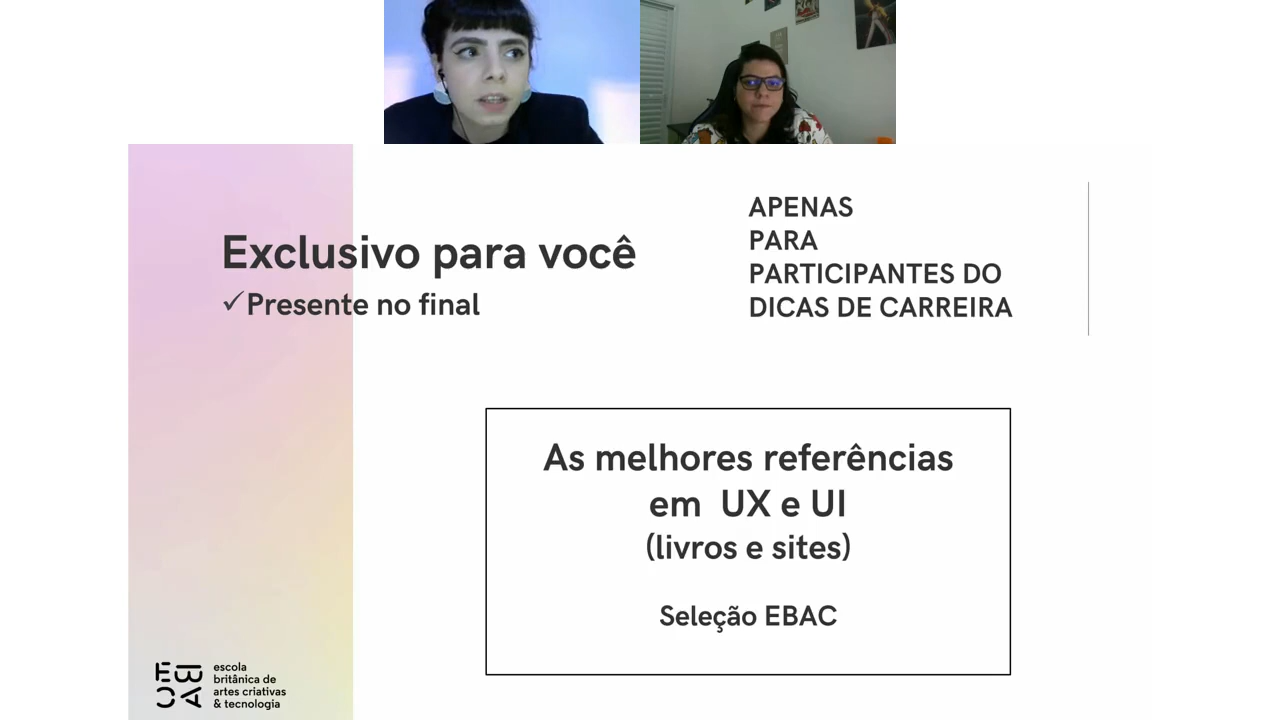 Exclusivo para você
✓Presente no final
APENAS
PARA
PARTICIPANTES DO
DICAS DE CARREIRA
As melhores referências
em UX e UI
(livros e sites)
Seleção EBAC
EBAC
escola
britânica de
artes criativas
& tecnologia